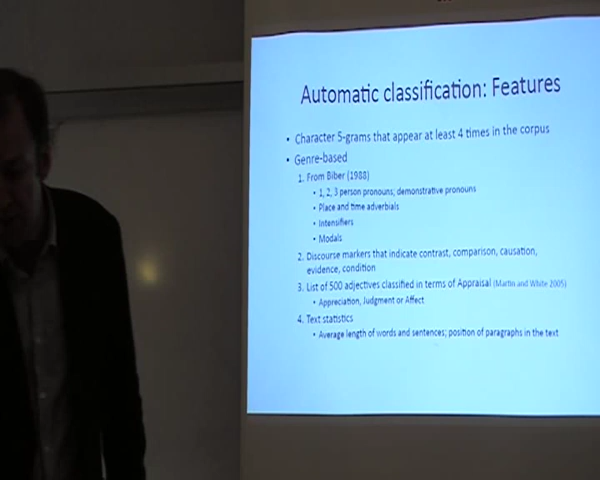 Automatic classification: Features
• Character 5-grams that appear at least 4 times in the corpus
• Genre-based
1. From Biber (1988)
• 1, 2, 3 person pronouns; demonstrative pronouns
• Place and time adverbials
• Intensifiers
• Modals
2. Discourse markers that indicate contrast, comparison, causation,
evidence, condition
3. List of 500 adjectives classified in terms of Appraisal (Martin and White 2005)
• Appreciation, Judgment or Affect
4. Text statistics
• Average length of words and sentences; position of paragraphs in the text